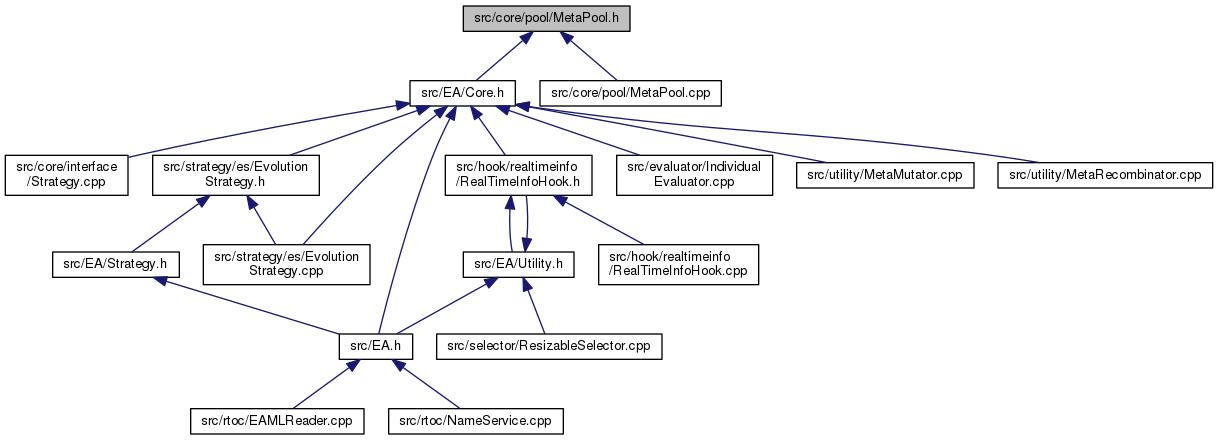 src/core/pool/MetaPool.h
src/EA/Core.h
src/core/pool/MetaPool.cpp
src/core/interface
/Strategy.cpp
src/strategy/es/Evolution
Strategy.h
src/hook/realtimeinfo
/RealTimeInfoHook.h
src/evaluator/Individual
Evaluator.cpp
src/utility/MetaMutator.cpp
src/utility/MetaRecombinator.cpp
src/EA/Strategy.h
src/strategy/es/Evolution
Strategy.cpp
src/EA/Utility.h
src/hook/realtimeinfo
/RealTimeInfoHook.cpp
src/EA.h
src/selector/ResizableSelector.cpp
src/rtoc/EAMLReader.cpp
src/rtoc/NameService.cpp